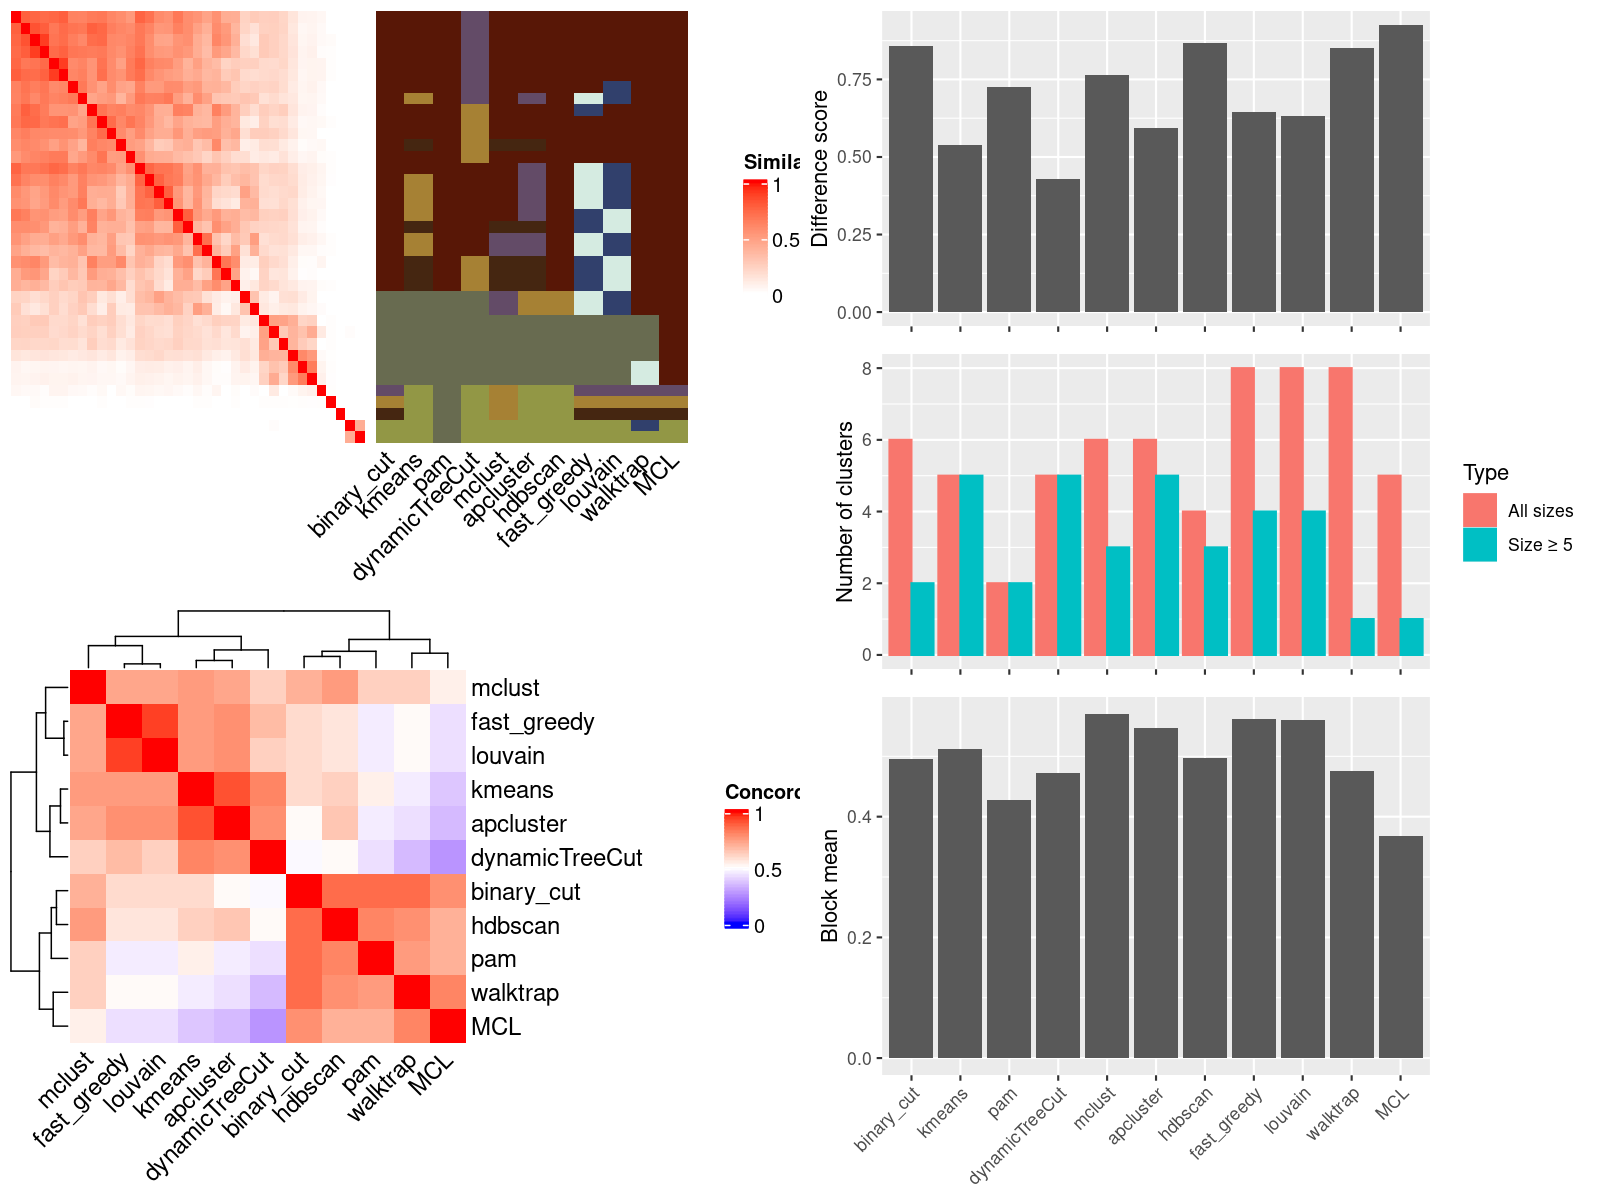 Simila
1
0.5
0
binary_cut
kmeans
pam
dynamicTreeCut
mclust
apcluster
hdbscan
fast_greedy
louvain
walktrap
MCL
Difference score
0.75
0.50
0.25
0.00
Number of clusters
8
6
4
2
0
Type
All sizes
Size ≥ 5
mclust
fast_greedy
louvain
kmeans
apcluster
dynamicTreeCut
binary_cut
hdbscan
pam
walktrap
MCL
mclust
fast_greedy
louvain
kmeans
apcluster
dynamicTreeCut
binary_cut
hdbscan
pam
walktrap
MCL
Concord
1
0.5
0
Block mean
0.4
0.2
0.0
binary_cut
kmeans
pam
dynamicTreeCut
mclust
apcluster
hdbscan
fast_greedy
louvain
walktrap
MCL